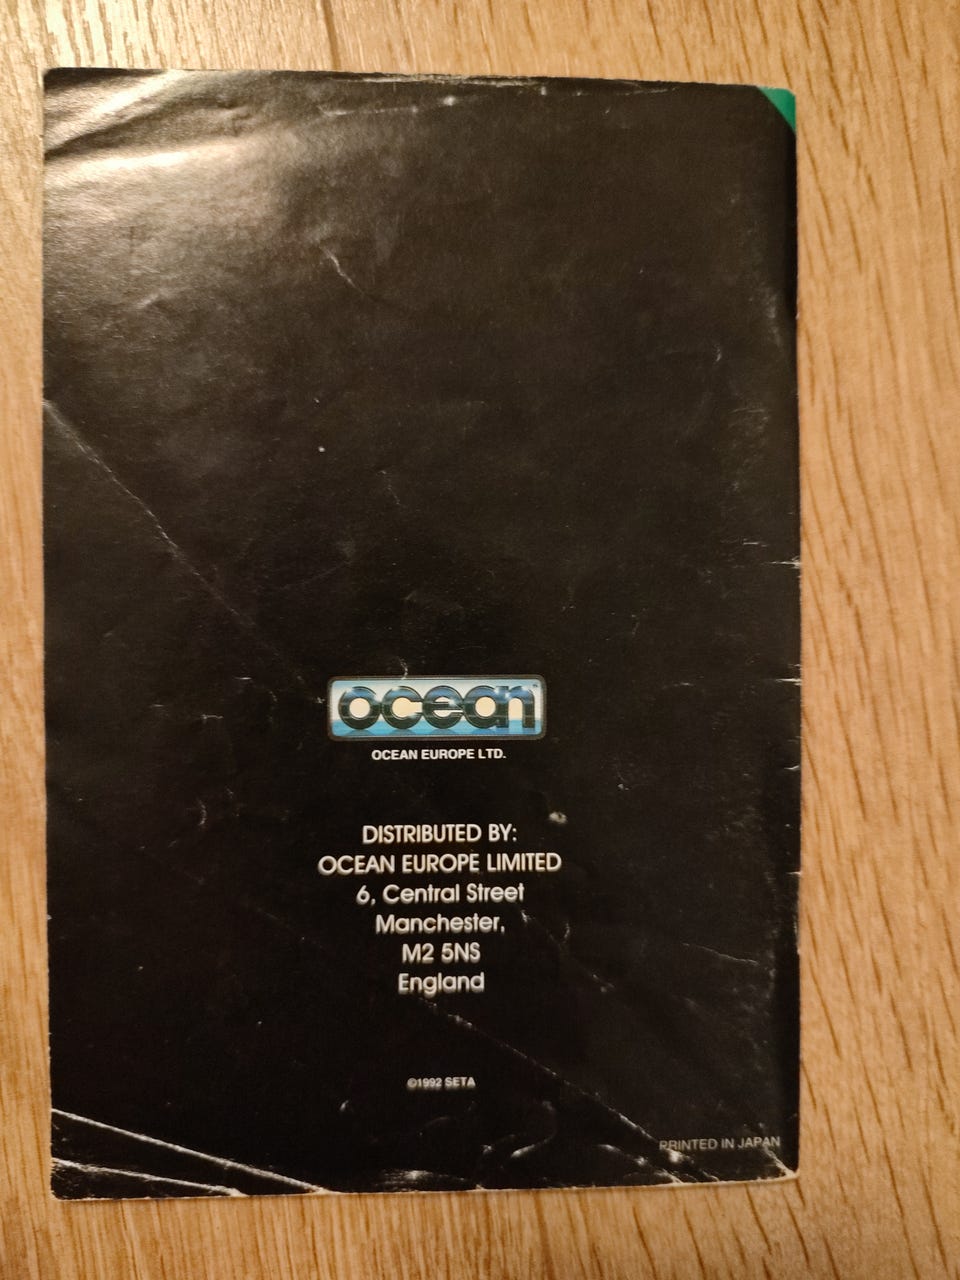 ocean
OCEAN EUROPE LTD.
DISTRIBUTED BY:
OCEAN EUROPE LIMITED
6, Central Street
Manchester,
M2 5NS
England
©1992 SETA
PRINTED IN JAPAN